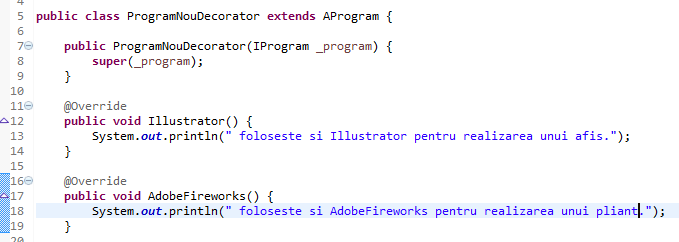 4
5 public class ProgramNouDecorator extends AProgram {
6
7 public ProgramNouDecorator(IProgram _program) {
8 super(_program);
9 }
10
11 @Override
12 public void Illustrator() {
13 System.out.println(" foloseste si Illustrator pentru realizarea unui afis.");
14 }
15
16 @Override
17 public void AdobeFireworks() {
18 System.out.println(" foloseste si AdobeFireworks pentru realizarea unui pliant.");
19 }
20